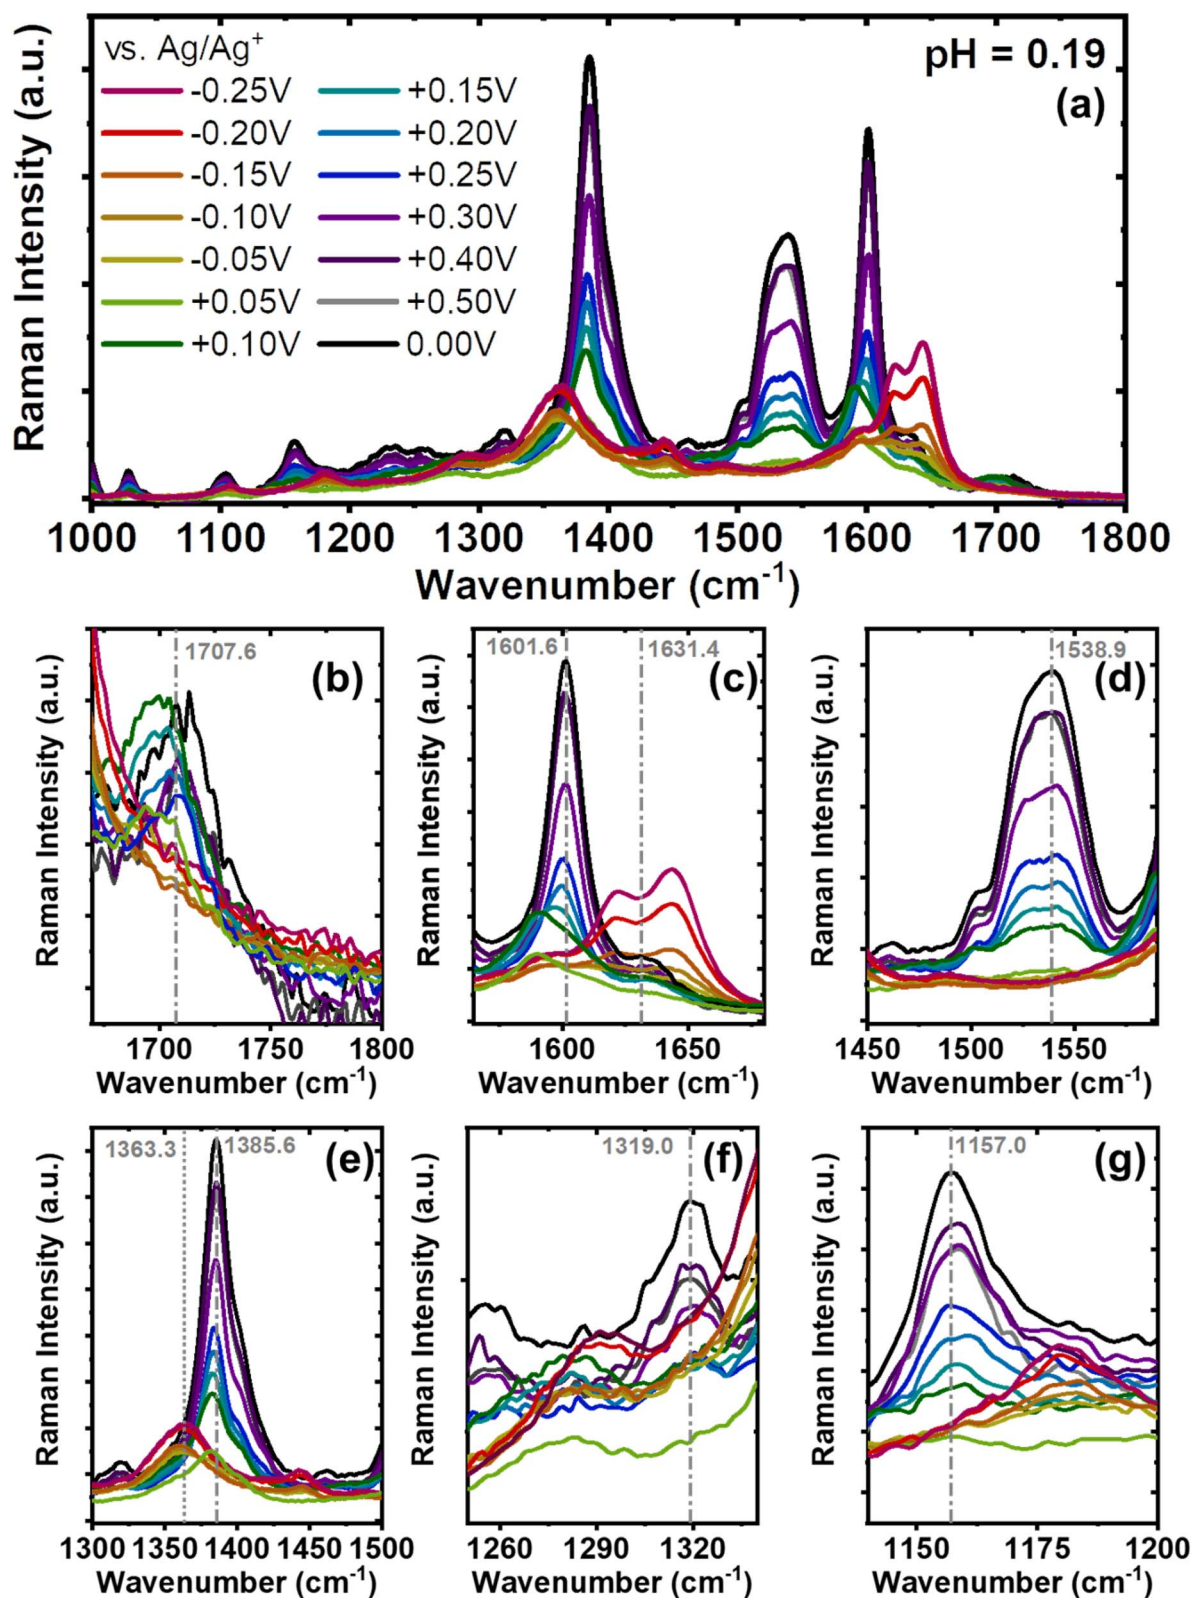 vs. Ag/Ag⁺
pH = 0.19
(a)
-0.25V +0.15V
-0.20V +0.20V
-0.15V +0.25V
-0.10V +0.30V
-0.05V +0.40V
+0.05V +0.50V
+0.10V 0.00V
Raman Intensity (a.u.)
1000 1100 1200 1300 1400 1500 1600 1700 1800
Wavenumber (cm⁻¹)
1707.6
(b)
Raman Intensity (a.u.)
1700 1750 1800
Wavenumber (cm⁻¹)
1601.6 1631.4
(c)
Raman Intensity (a.u.)
1600 1650
Wavenumber (cm⁻¹)
1538.9
(d)
Raman Intensity (a.u.)
1450 1500 1550
Wavenumber (cm⁻¹)
1363.3 1385.6
(e)
Raman Intensity (a.u.)
1300 1350 1400 1450 1500
Wavenumber (cm⁻¹)
1319.0
(f)
Raman Intensity (a.u.)
1260 1290 1320
Wavenumber (cm⁻¹)
1157.0
(g)
Raman Intensity (a.u.)
1150 1175 1200
Wavenumber (cm⁻¹)